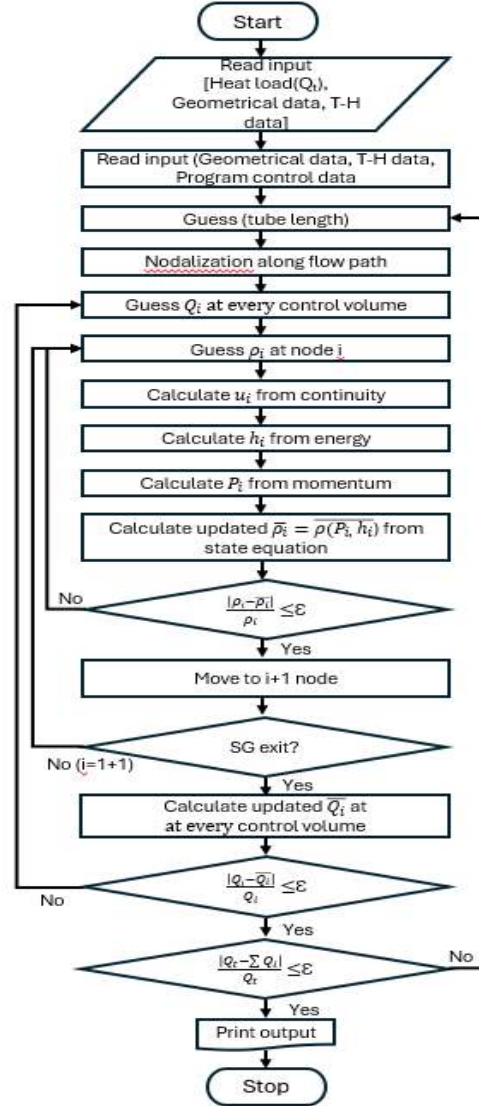 Start
Read input
[Heat load(Qₜ),
Geometrical data, T-H
data]
Read input (Geometrical data, T-H data,
Program control data
Guess (tube length)
Nodalization along flow path
Guess Qᵢ at every control volume
Guess ρᵢ at node i
Calculate uᵢ from continuity
Calculate hᵢ from energy
Calculate Pᵢ from momentum
Calculate updated ρ̅ᵢ = ρ(Pᵢ, hᵢ)̅ from
state equation
|ρᵢ−ρ̅ᵢ|/ρᵢ ≤ε
No
Yes
Move to i+1 node
SG exit?
No (i=1+1)
Yes
Calculate updated Q̅ᵢ at
at every control volume
|Qᵢ−Q̅ᵢ|/Qᵢ ≤ε
No
Yes
|Qₜ−∑ Qᵢ|/Qₜ ≤ε
No
Yes
Print output
Stop